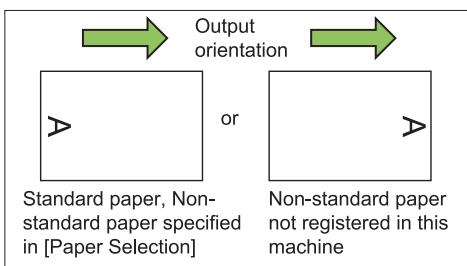 Output
orientation
A
or
A
Standard paper, Non-
standard paper specified
in [Paper Selection]
Non-standard paper
not registered in this
machine